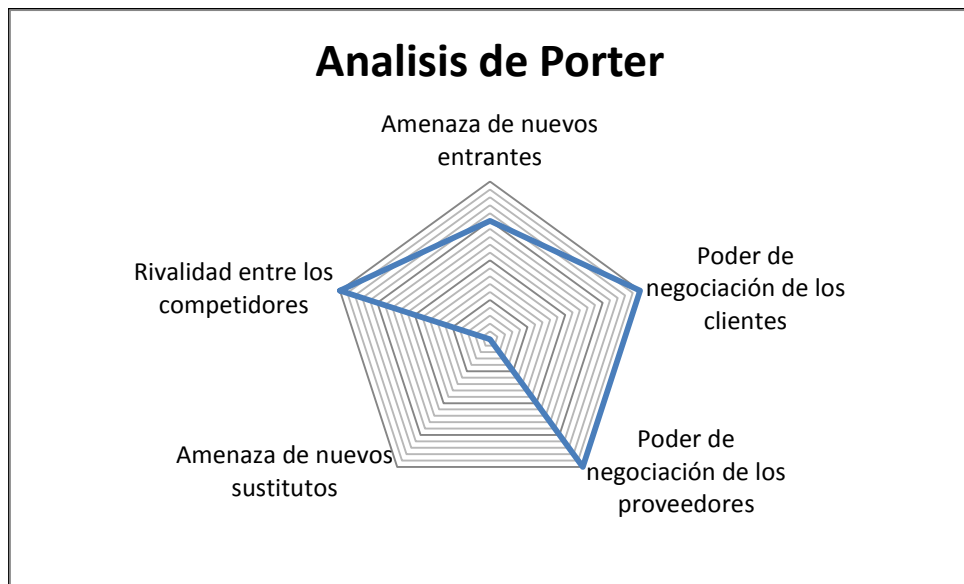 Analisis de Porter
Amenaza de nuevos
entrantes
Poder de
negociación de los
clientes
Rivalidad entre los
competidores
Poder de
negociación de los
proveedores
Amenaza de nuevos
sustitutos